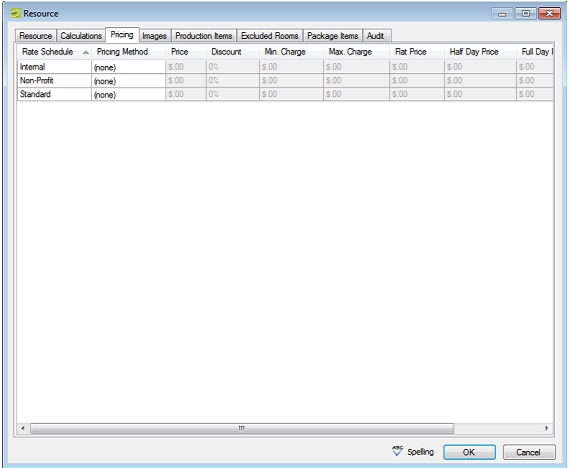 Resource
Resource Calculations Pricing Images Production Items Excluded Rooms Package Items Audit
Rate Schedule Pricing Method Price Discount Min. Charge Max. Charge Flat Price Half Day Price Full Day
Internal (none) $.00 0% $.00 $.00 $.00 $.00 $.00
Non-Profit (none) $.00 0% $.00 $.00 $.00 $.00 $.00
Standard (none) $.00 0% $.00 $.00 $.00 $.00 $.00
ABC Spelling OK Cancel